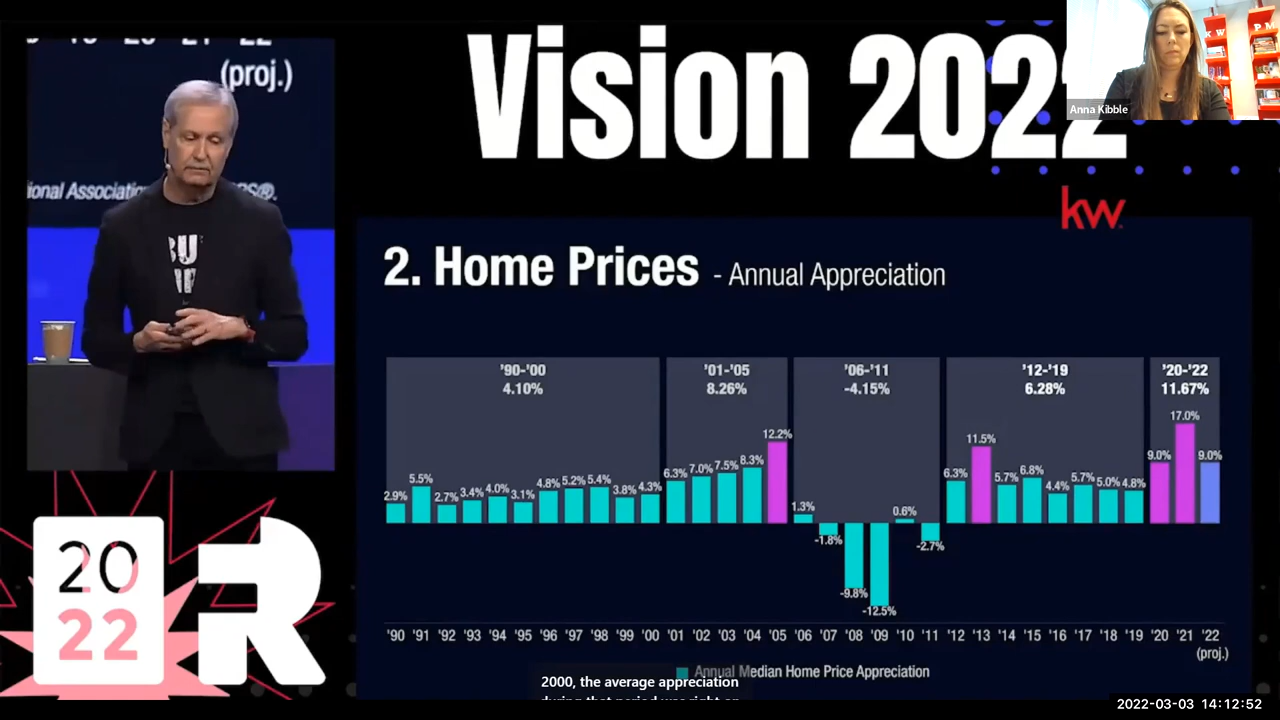 (proj.)
Vision 2022
Anna Kibble
KW
PM
kw
2. Home Prices - Annual Appreciation
'90-'00
4.10%
'01-'05
8.26%
'06-'11
-4.15%
'12-'19
6.28%
'20-'22
11.67%
2.9% 5.5% 2.7% 3.4% 4.0% 3.1% 4.8% 5.2% 5.4% 3.8% 4.3% 6.3% 7.0% 7.5% 8.3% 12.2% 1.3% -1.8% -9.8% -12.5% 0.6% -2.7% 6.3% 11.5% 5.7% 6.8% 4.4% 5.7% 5.0% 4.8% 9.0% 17.0% 9.0%
'90 '91 '92 '93 '94 '95 '96 '97 '98 '99 '00 '01 '02 '03 '04 '05 '06 '07 '08 '09 '10 '11 '12 '13 '14 '15 '16 '17 '18 '19 '20 '21 '22
(proj.)
Annual Median Home Price Appreciation
2000, the average appreciation
20
22
R
2022-03-03 14:12:52